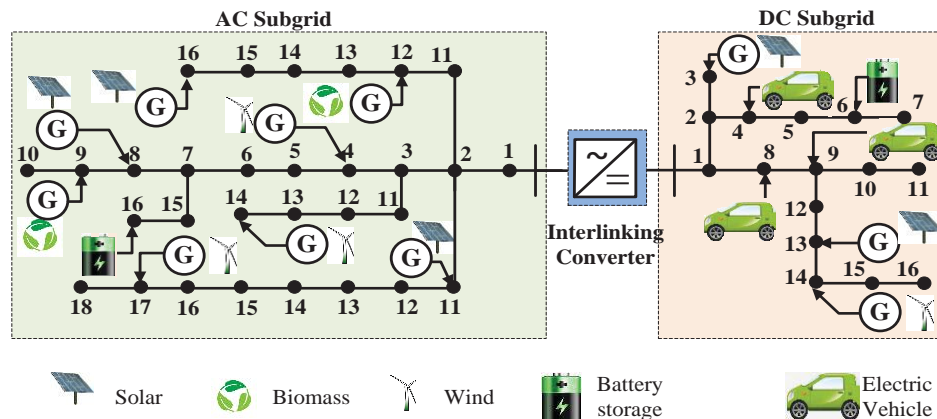 AC Subgrid
DC Subgrid
16 15 14 13 12 11
G
G
G
G
10 9 8 7 6 5 4 3 2 1
G
16 15
14 13 12 11
G
G
G
18 17 16 15 14 13 12 11
~
=
Interlinking
Converter
G
3
2 4 5 6 7
1 8 9 10 11
12
13
G
14 15 16
G
Solar
Biomass
Wind
Battery
storage
Electric
Vehicle